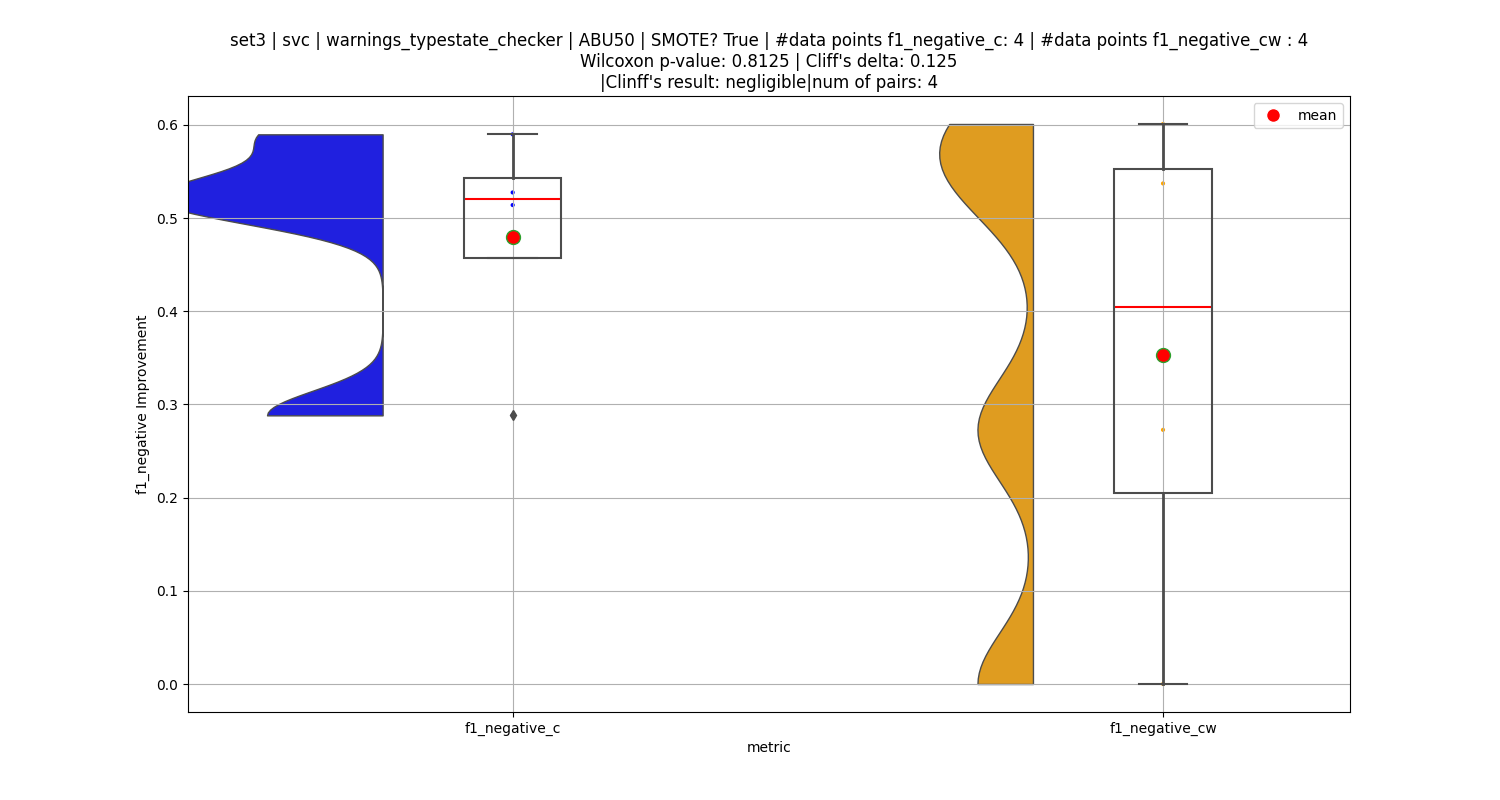 set3 | svc | warnings_typestate_checker | ABU50 | SMOTE? True | #data points f1_negative_c: 4 | #data points f1_negative_cw : 4
Wilcoxon p-value: 0.8125 | Cliff's delta: 0.125
|Clinff's result: negligible|num of pairs: 4
mean
0.6
0.5
0.4
0.3
0.2
0.1
0.0
f1_negative Improvement
f1_negative_c
f1_negative_cw
metric